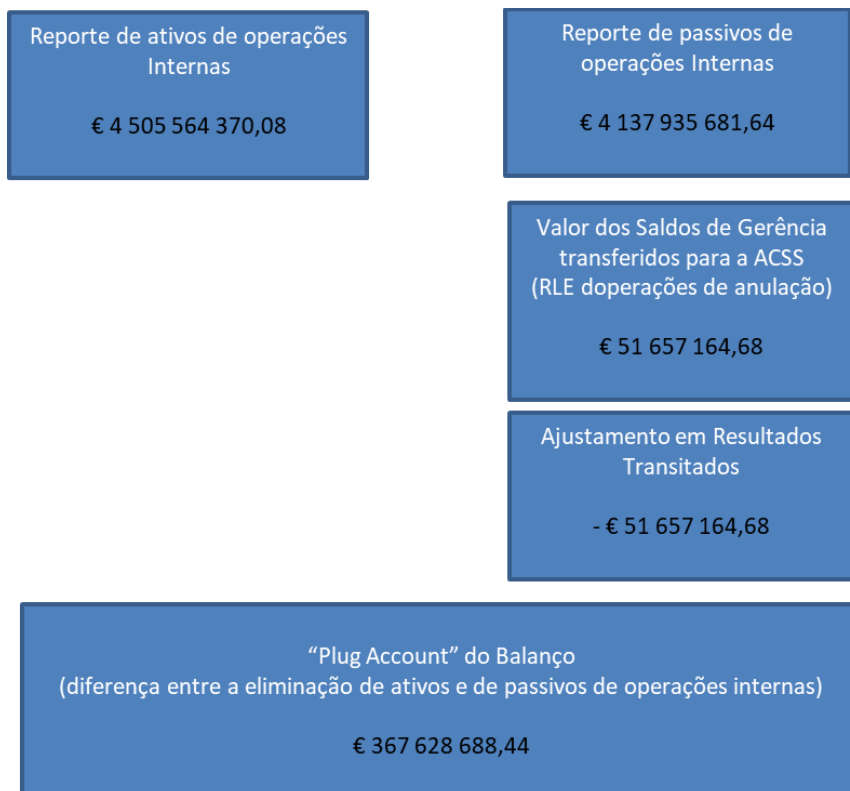 Reporte de ativos de operações
Internas
€ 4 505 564 370,08
Reporte de passivos de
operações Internas
€ 4 137 935 681,64
Valor dos Saldos de Gerência
transferidos para a ACSS
(RLE doperações de anulação)
€ 51 657 164,68
Ajustamento em Resultados
Transitados
- € 51 657 164,68
“Plug Account” do Balanço
(diferença entre a eliminação de ativos e de passivos de operações internas)
€ 367 628 688,44